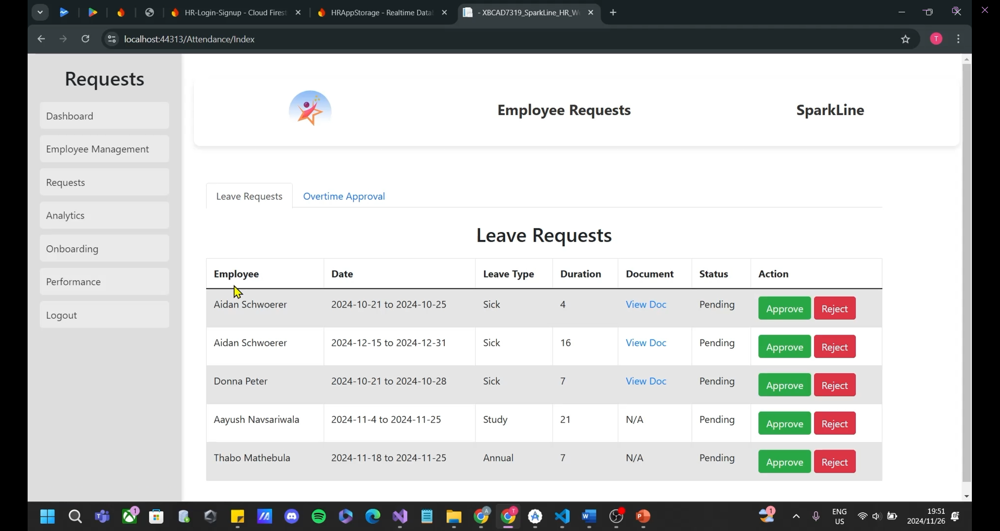 HR-Login-Signup - Cloud Firest
HRAppStorage - Realtime Data
- XBCAD7319_SparkLine_HR_W
localhost:44313/Attendance/Index
T
Requests
Dashboard
Employee Management
Requests
Analytics
Onboarding
Performance
Logout
Employee Requests
SparkLine
Leave Requests
Overtime Approval
Leave Requests
Employee Date Leave Type Duration Document Status Action
Aidan Schwoerer 2024-10-21 to 2024-10-25 Sick 4 View Doc Pending Approve Reject
Aidan Schwoerer 2024-12-15 to 2024-12-31 Sick 16 View Doc Pending Approve Reject
Donna Peter 2024-10-21 to 2024-10-28 Sick 7 View Doc Pending Approve Reject
Aayush Navsariwala 2024-11-4 to 2024-11-25 Study 21 N/A Pending Approve Reject
Thabo Mathebula 2024-11-18 to 2024-11-25 Annual 7 N/A Pending Approve Reject
1
1
ENG
US
19:51
2024/11/26